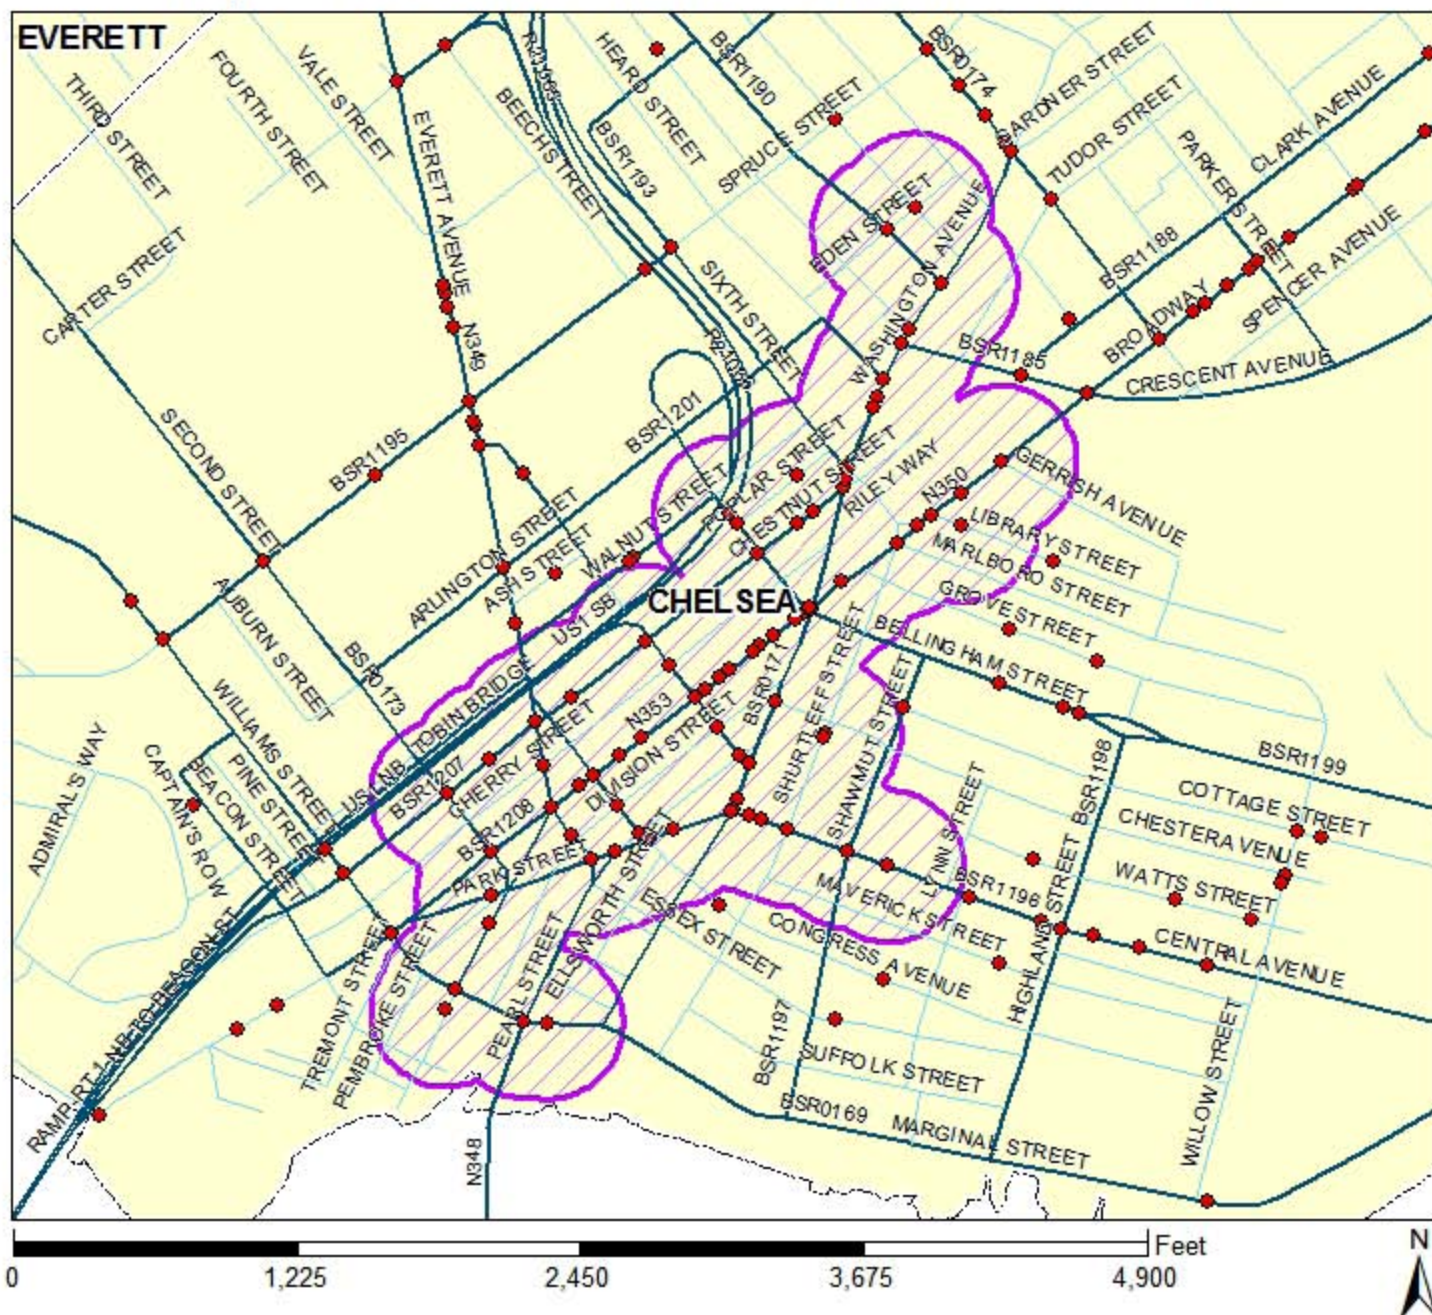 EVERETT
THIRD STREET
FOURTH STREET
VALE STREET
EVERETT AVENUE
BEECH STREET
HEARD STREET
BSR1193
BSR1190
SPRUCE STREET
BSR0174
GARDNER STREET
TUDOR STREET
PARKER STREET
CLARK AVENUE
CARTER STREET
N349
SIXTH STREET
EDEN STREET
WASHINGTON AVENUE
BSR1188
BROADWAY
SPENCER AVENUE
BSR1185
CRESCENT AVENUE
SECOND STREET
BSR1195
BSR1201
ARLINGTON STREET
ASH STREET
WALNUT STREET
POPLAR STREET
CHESTNUT STREET
RILEY WAY
N350
GERRISH AVENUE
LIBRARY STREET
MARLBORO STREET
GROVE STREET
CHELSEA
BELLINGHAM STREET
AUBURN STREET
BSR0173
US1 SB
TOBIN BRIDGE
US1 NB
BSR1207
CHERRY STREET
N353
DIVISION STREET
BSR0171
SHURTLEFF STREET
SHAWMUT STREET
BSR1199
BSR1198
COTTAGE STREET
CHESTER AVENUE
WATTS STREET
ADMIRAL'S WAY
WILLIAMS STREET
PINE STREET
BEACON STREET
CAPTAIN'S ROW
BSR1208
PARK STREET
LYNN STREET
BSR1196
MAVERICK STREET
CONGRESS AVENUE
ESSEX STREET
ELLSWORTH STREET
PEARL STREET
TREMONT STREET
PEMBROKE STREET
HIGHLAND STREET
CENTRAL AVENUE
RAMP-RT 1 NB-TO-BEACON ST
BSR1197
SUFFOLK STREET
BSR0169
MARGINAL STREET
WILLOW STREET
N348
Feet
0 1,225 2,450 3,675 4,900
N